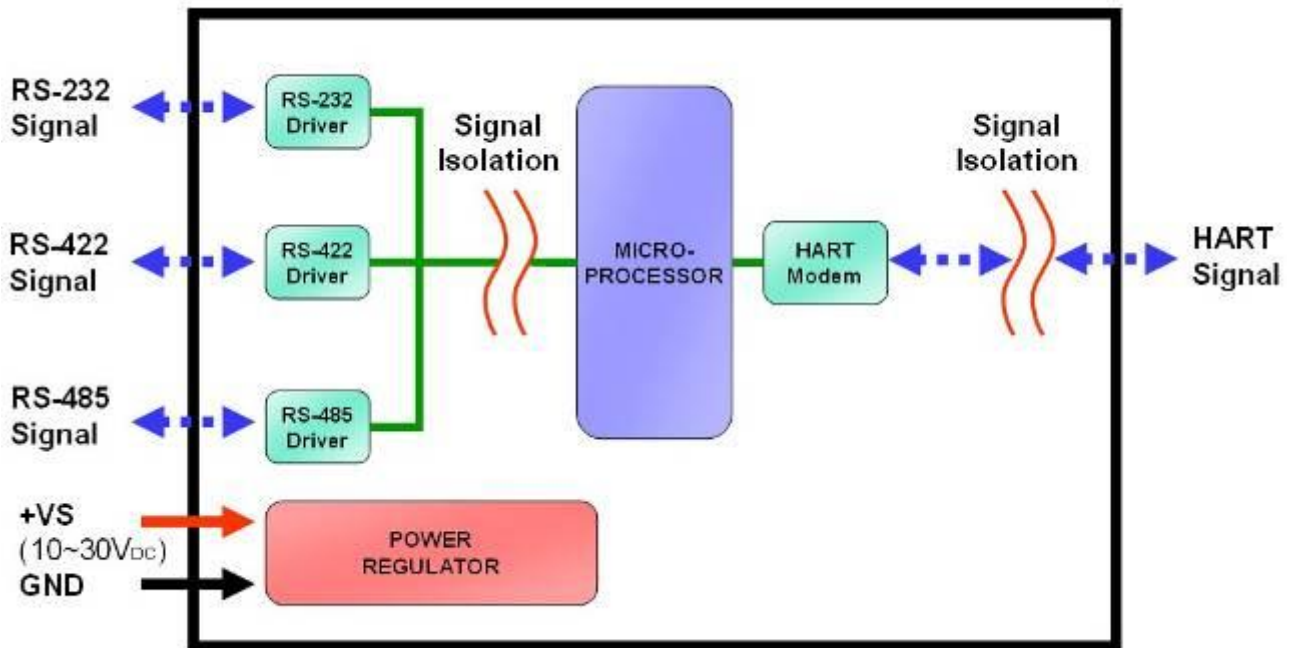 RS-232
Signal
RS-232
Driver
Signal
Isolation
Signal
Isolation
RS-422
Signal
RS-422
Driver
MICRO-
PROCESSOR
HART
Modem
HART
Signal
RS-485
Signal
RS-485
Driver
+VS
(10~30VDC)
GND
POWER
REGULATOR